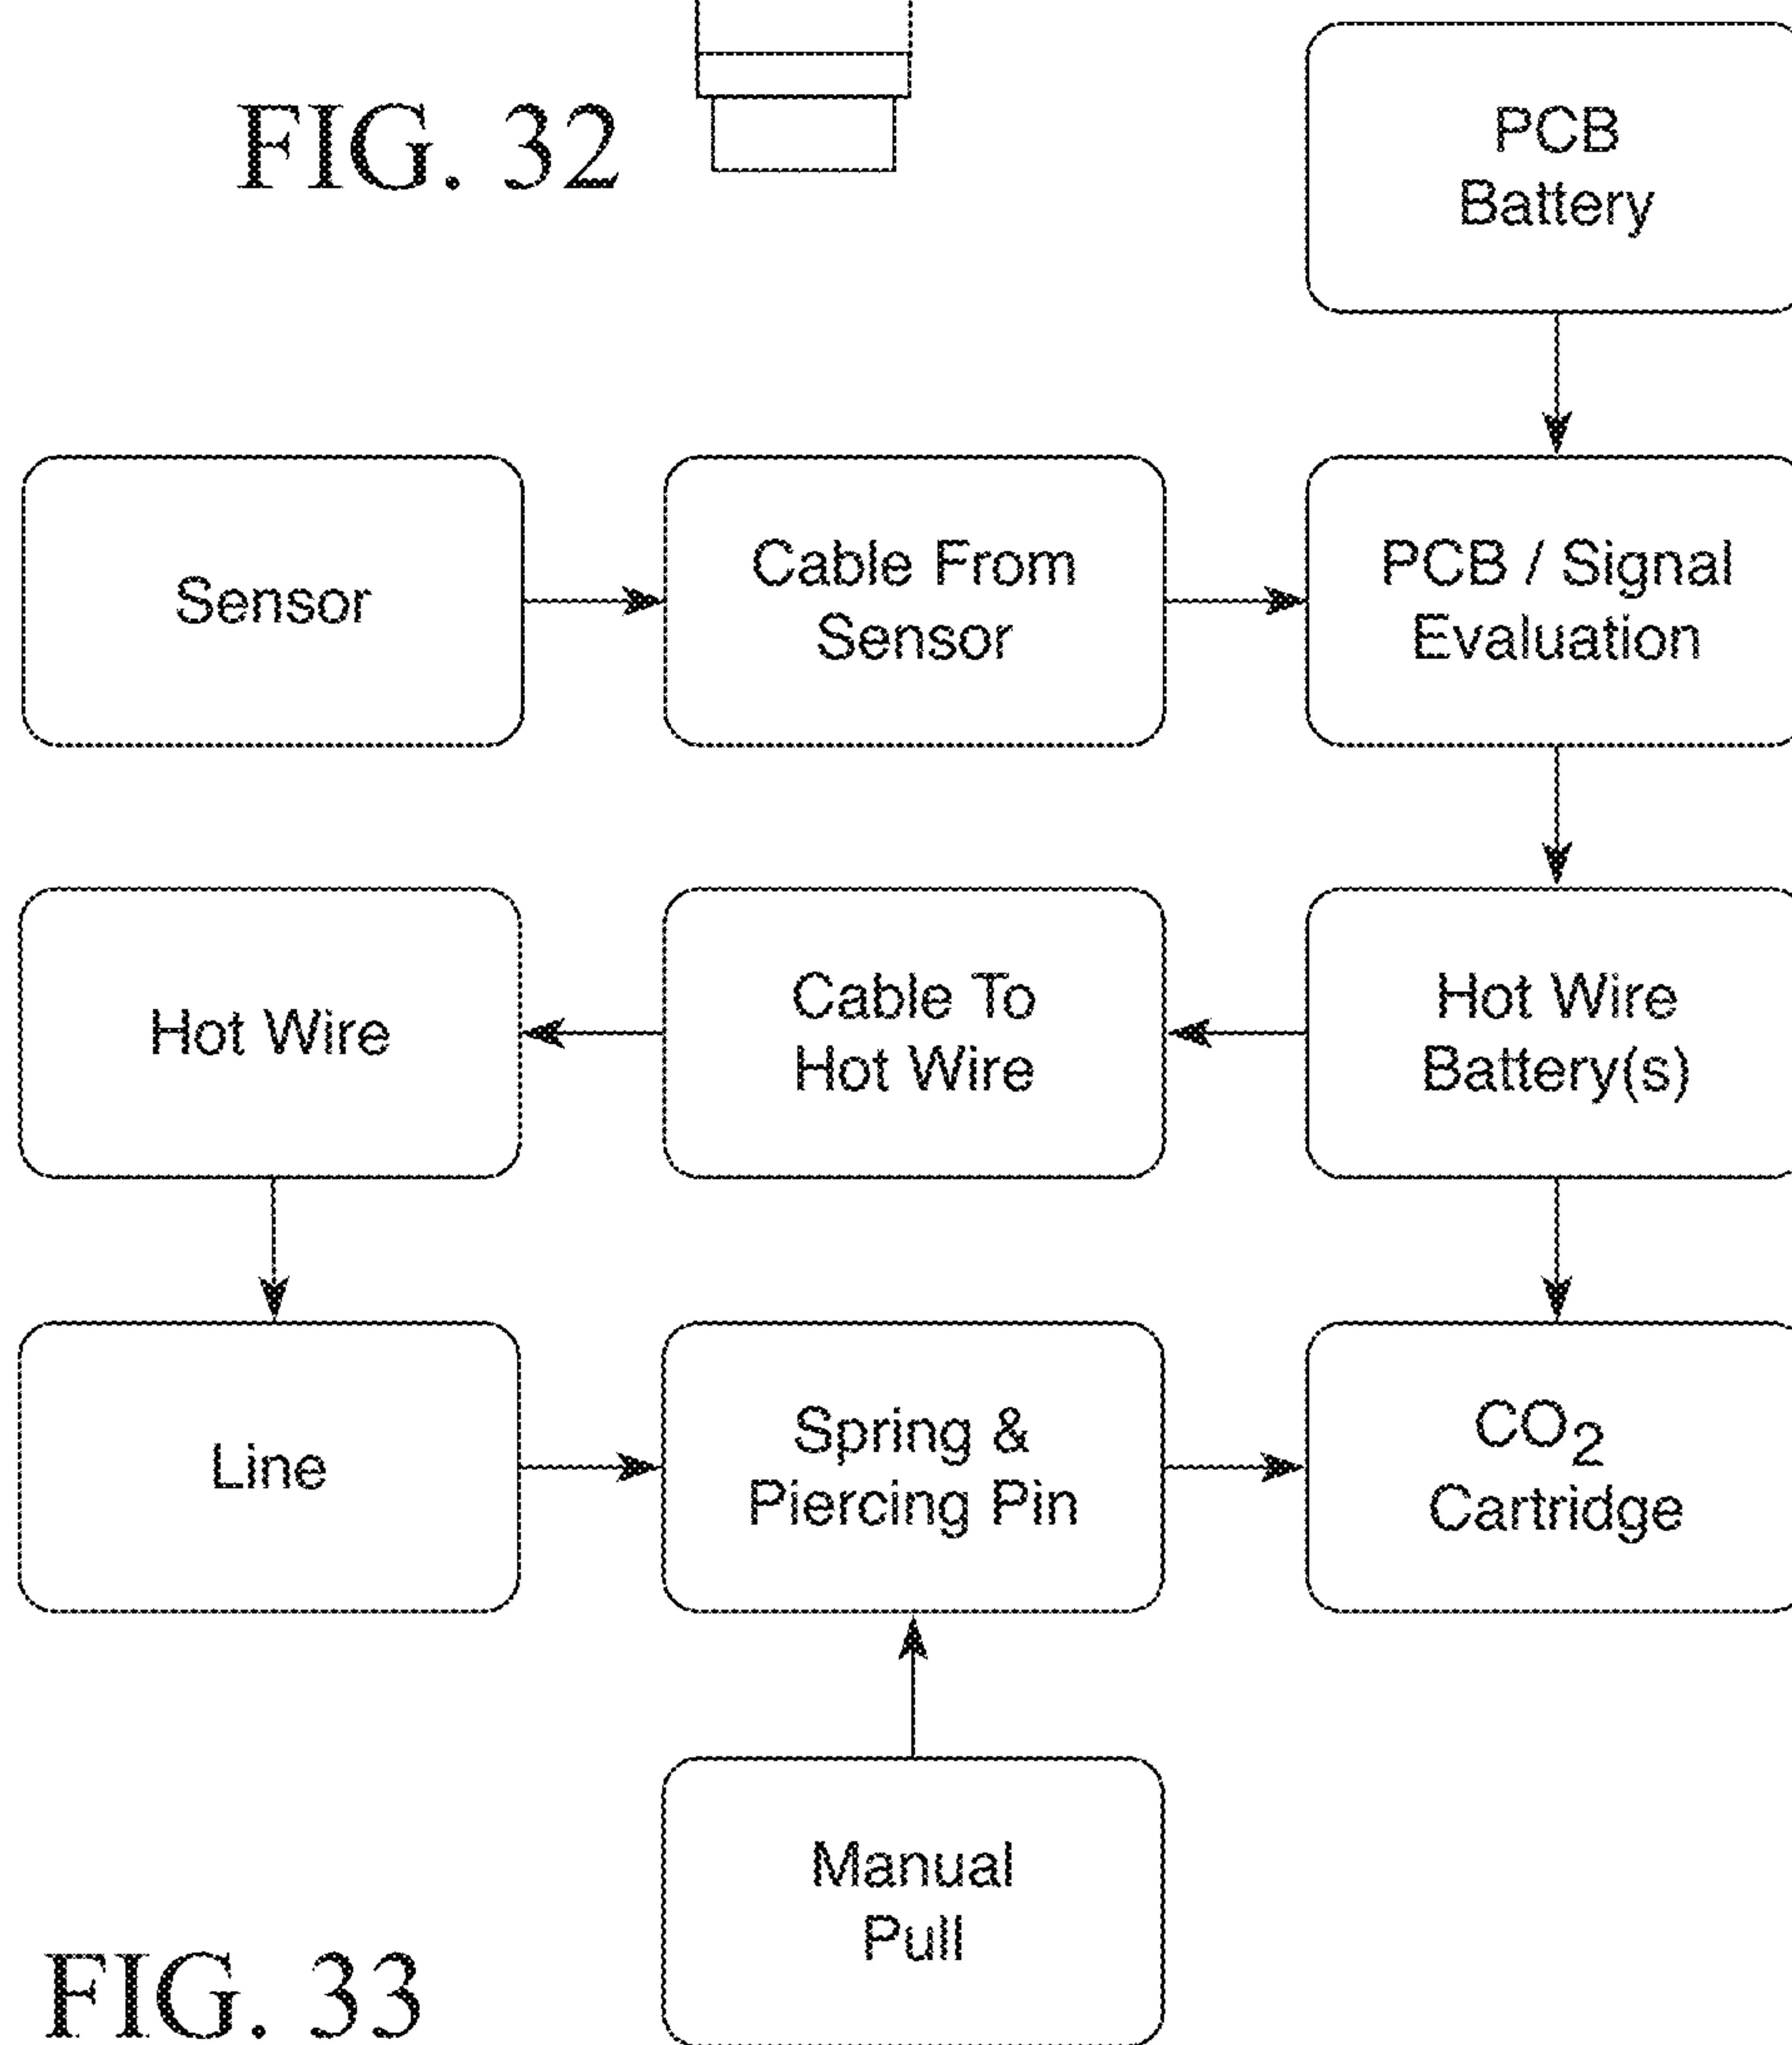 FIG. 32
PCB
Battery
Sensor
Cable From
Sensor
PCB / Signal
Evaluation
Hot Wire
Cable To
Hot Wire
Hot Wire
Battery(s)
Line
Spring &
Piercing Pin
CO₂
Cartridge
Manual
Pull
FIG. 33